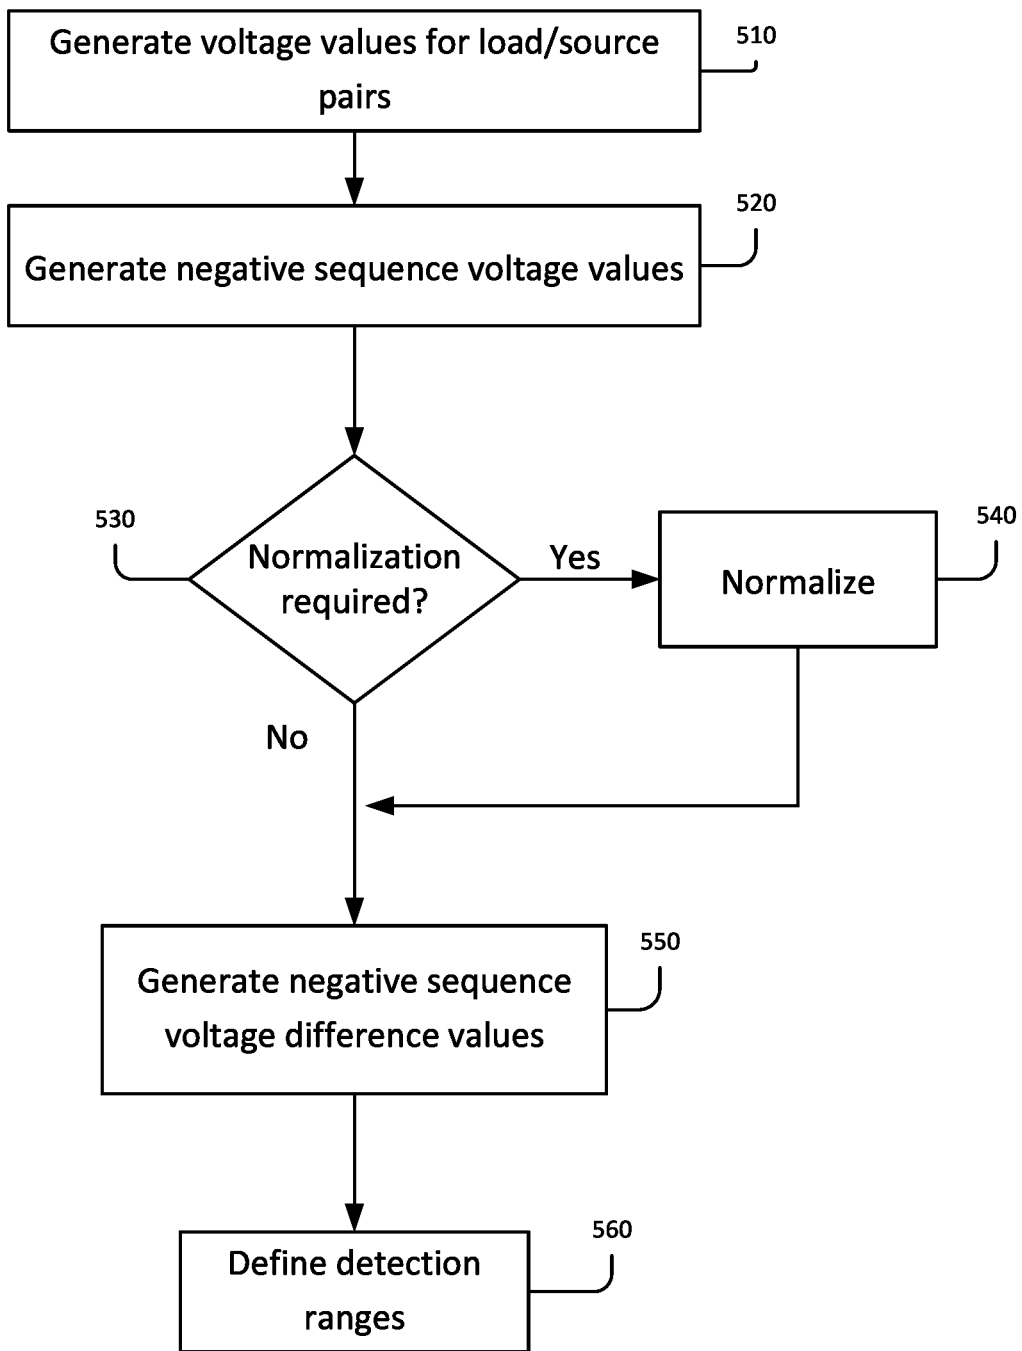 Generate voltage values for load/source
pairs
510
Generate negative sequence voltage values
520
530
Normalization
required?
Yes
Normalize
540
No
Generate negative sequence
voltage difference values
550
Define detection
ranges
560